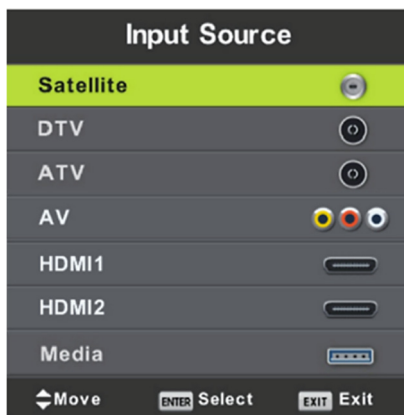 Input Source
Satellite
DTV
ATV
AV
HDMI1
HDMI2
Media
Move ENTER Select EXIT Exit